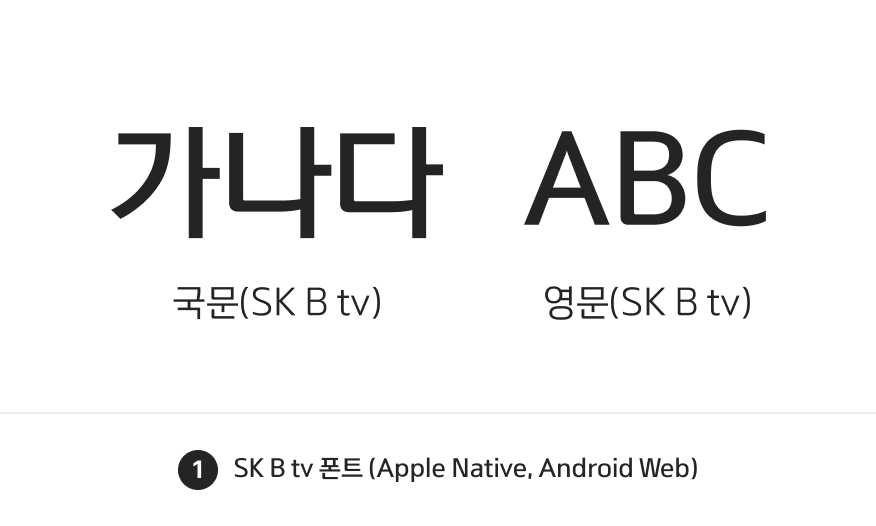 가나다 ABC
국문(SK B tv) 영문(SK B tv)
1 SK B tv 폰트 (Apple Native, Android Web)